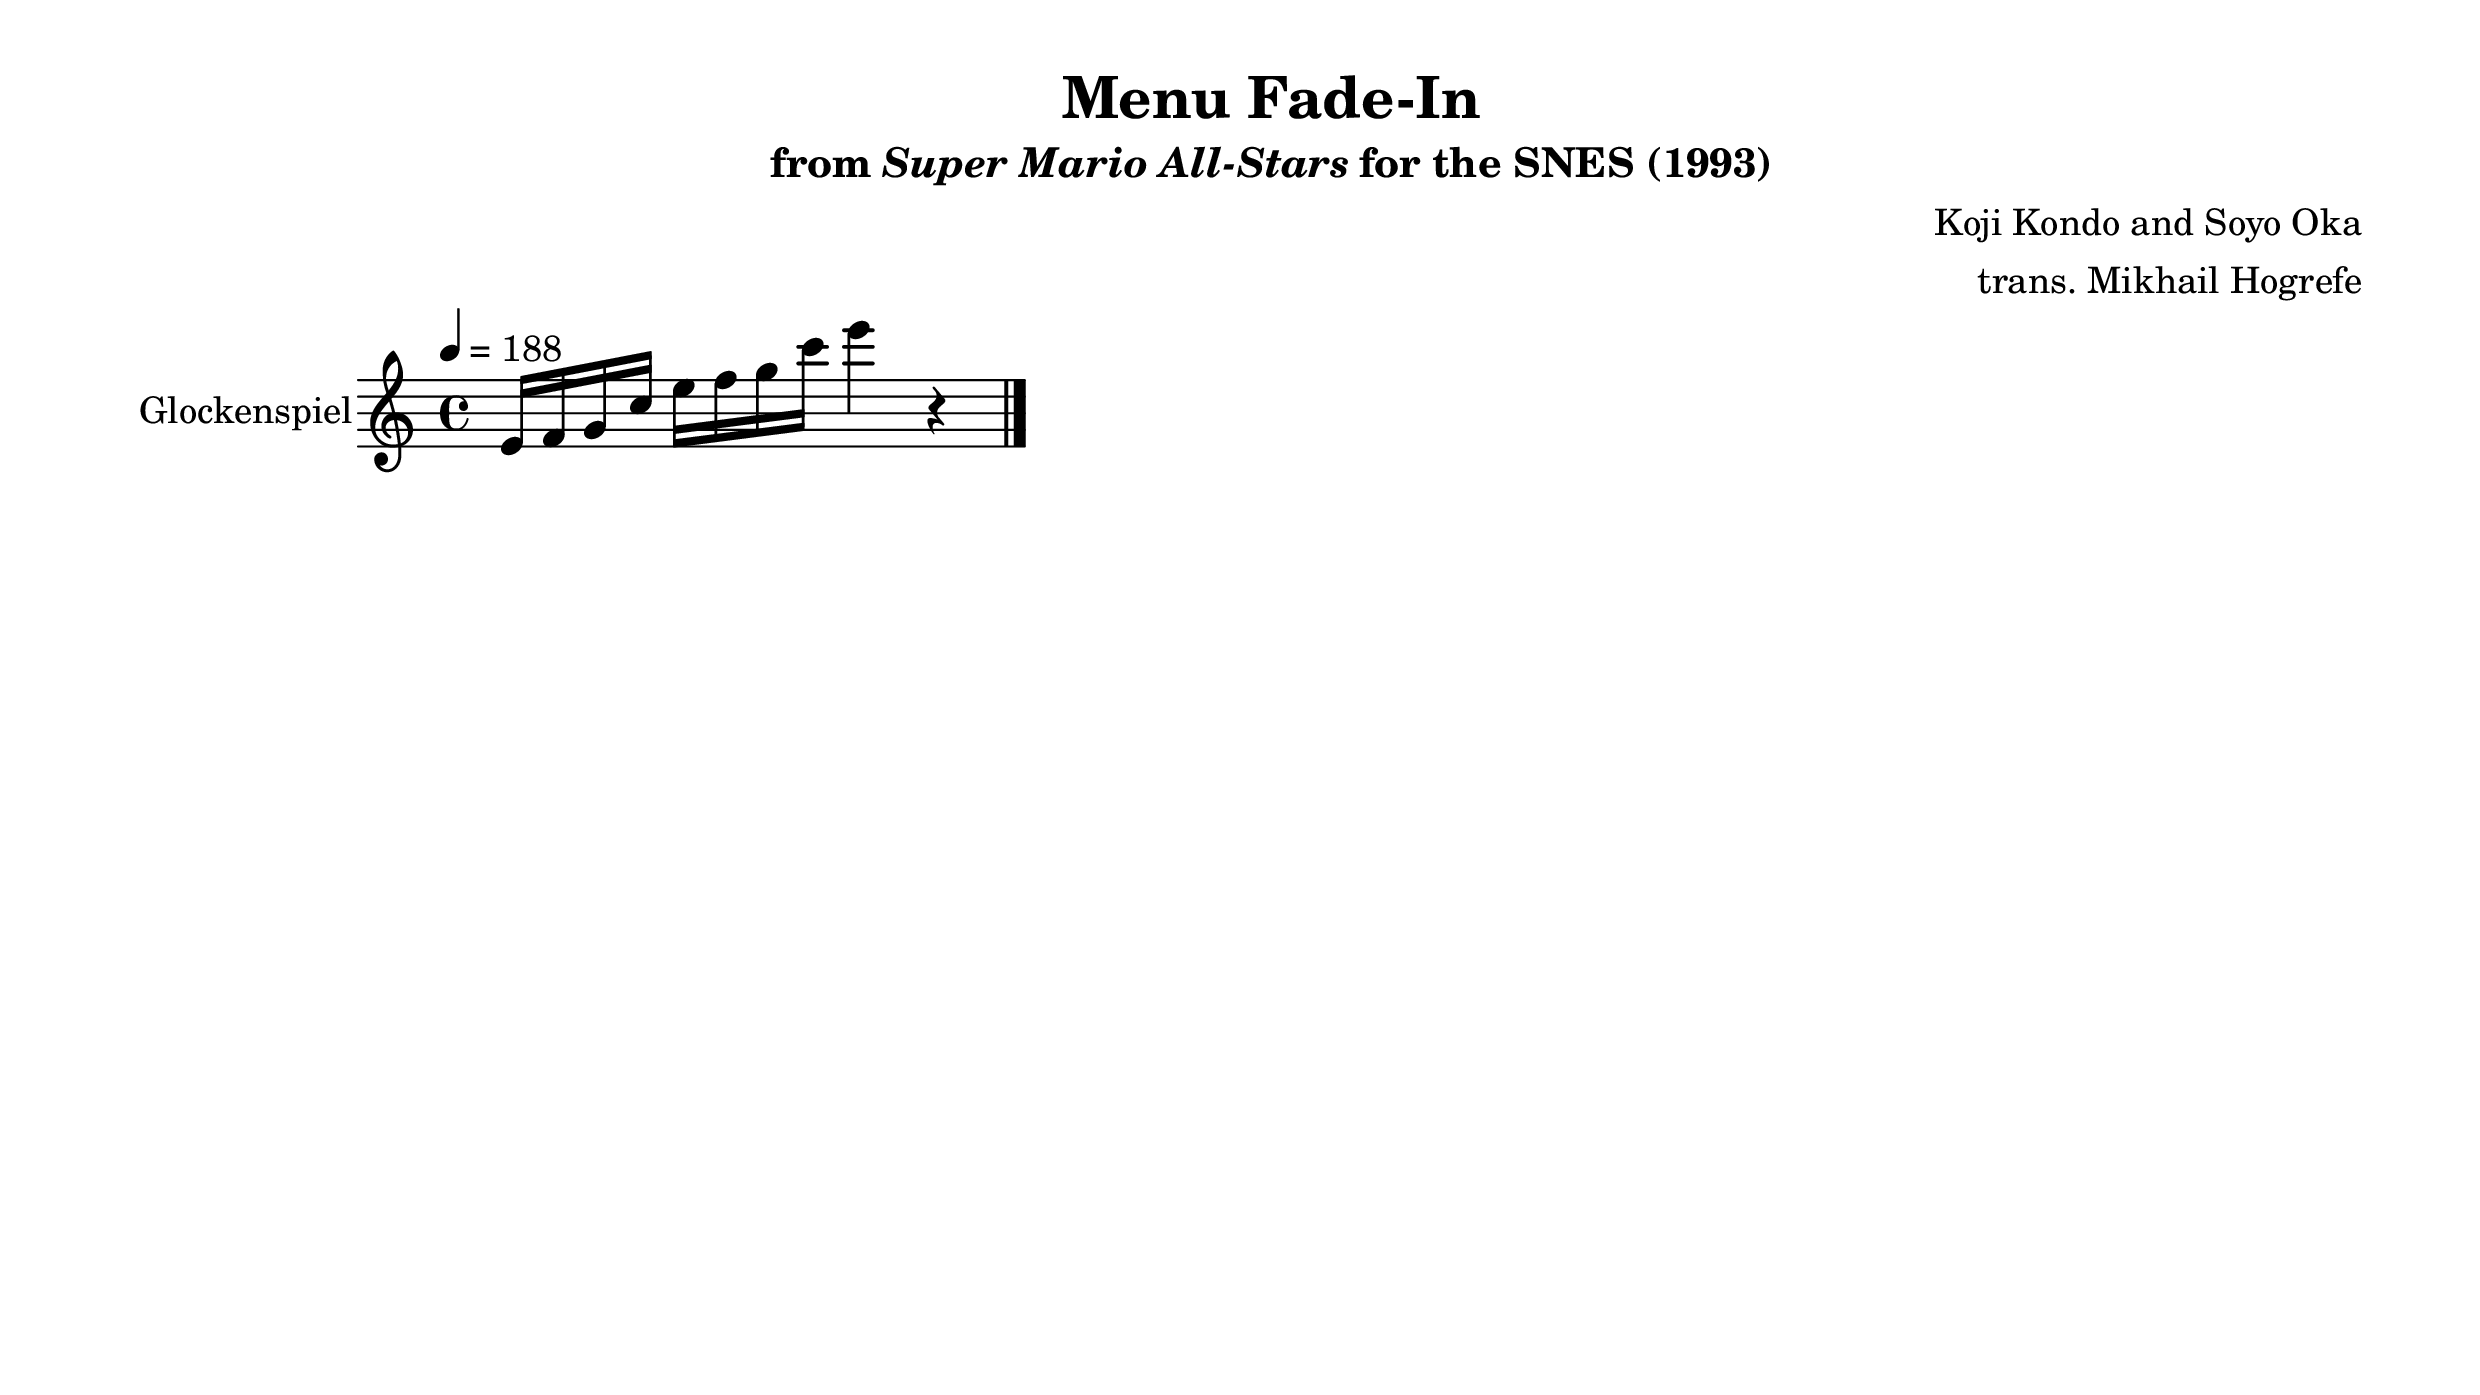 Menu Fade-In
from Super Mario All-Stars for the SNES (1993)
Koji Kondo and Soyo Oka
trans. Mikhail Hogrefe
= 188
Glockenspiel